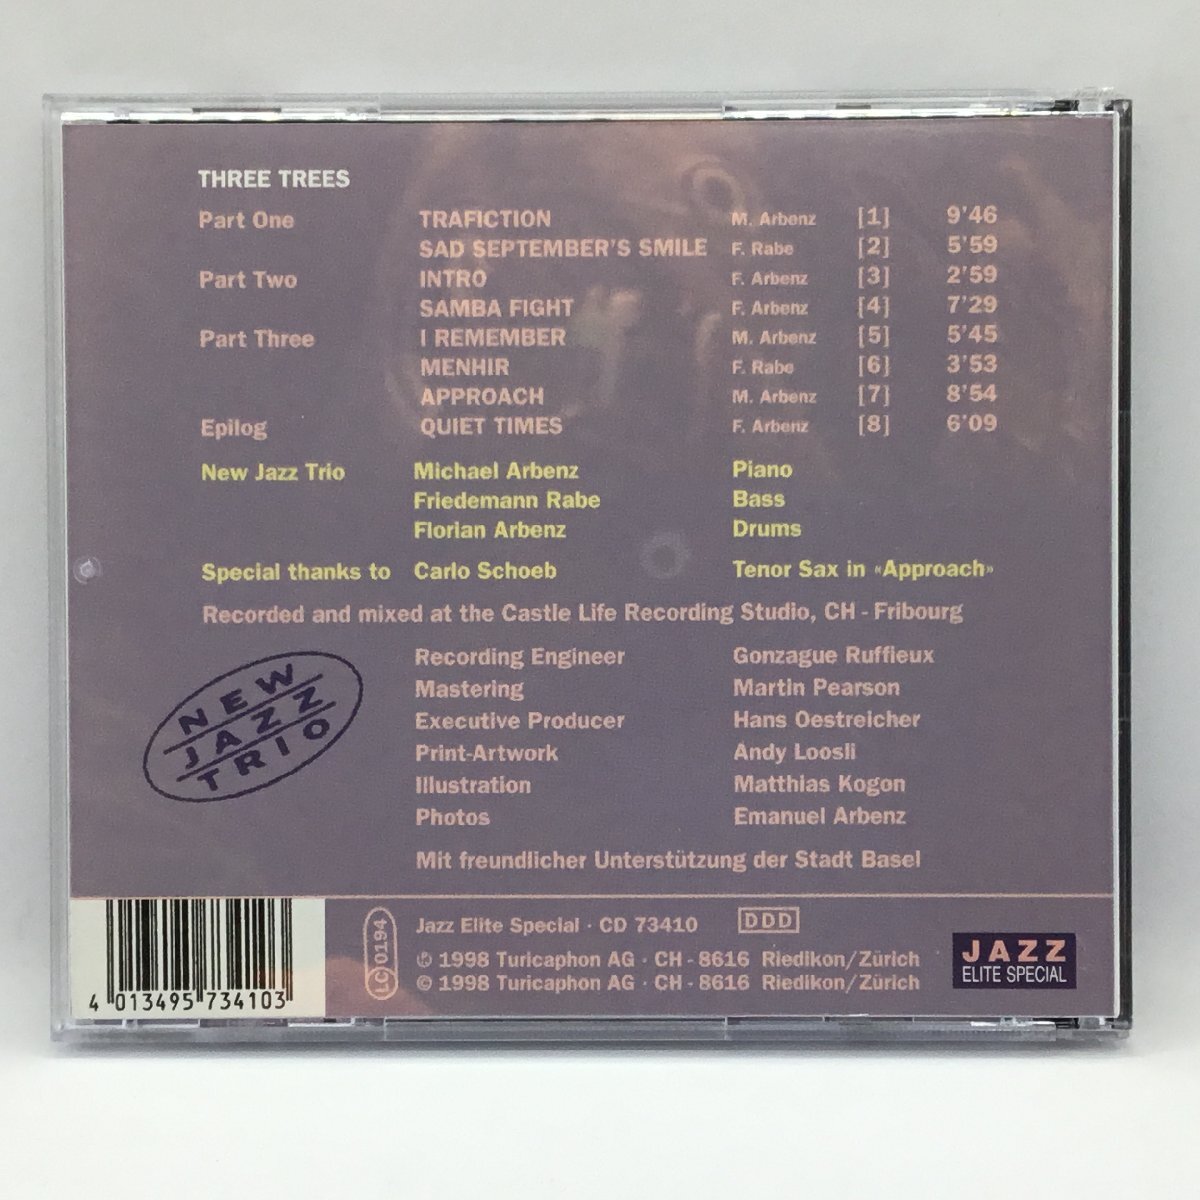 THREE TREES
Part One TRAFICTION M. Arbenz [1] 9'46
SAD SEPTEMBER'S SMILE F. Rabe [2] 5'59
Part Two INTRO F. Arbenz [3] 2'59
SAMBA FIGHT F. Arbenz [4] 7'29
Part Three I REMEMBER M. Arbenz [5] 5'45
MENHIR F. Rabe [6] 3'53
APPROACH M. Arbenz [7] 8'54
Epilog QUIET TIMES F. Arbenz [8] 6'09
New Jazz Trio Michael Arbenz Piano
Friedemann Rabe Bass
Florian Arbenz Drums
Special thanks to Carlo Schoeb Tenor Sax in «Approach»
Recorded and mixed at the Castle Life Recording Studio, CH - Fribourg
Recording Engineer Gonzague Ruffieux
Mastering Martin Pearson
Executive Producer Hans Oestreicher
Print-Artwork Andy Loosli
Illustration Matthias Kogon
Photos Emanuel Arbenz
Mit freundlicher Unterstützung der Stadt Basel
NEW
JAZZ
TRIO
4 013495 734103
LC 0194
Jazz Elite Special · CD 73410 DDD
℗ 1998 Turicaphon AG · CH - 8616 Riedikon/Zürich
© 1998 Turicaphon AG · CH - 8616 Riedikon/Zürich
JAZZ
ELITE SPECIAL